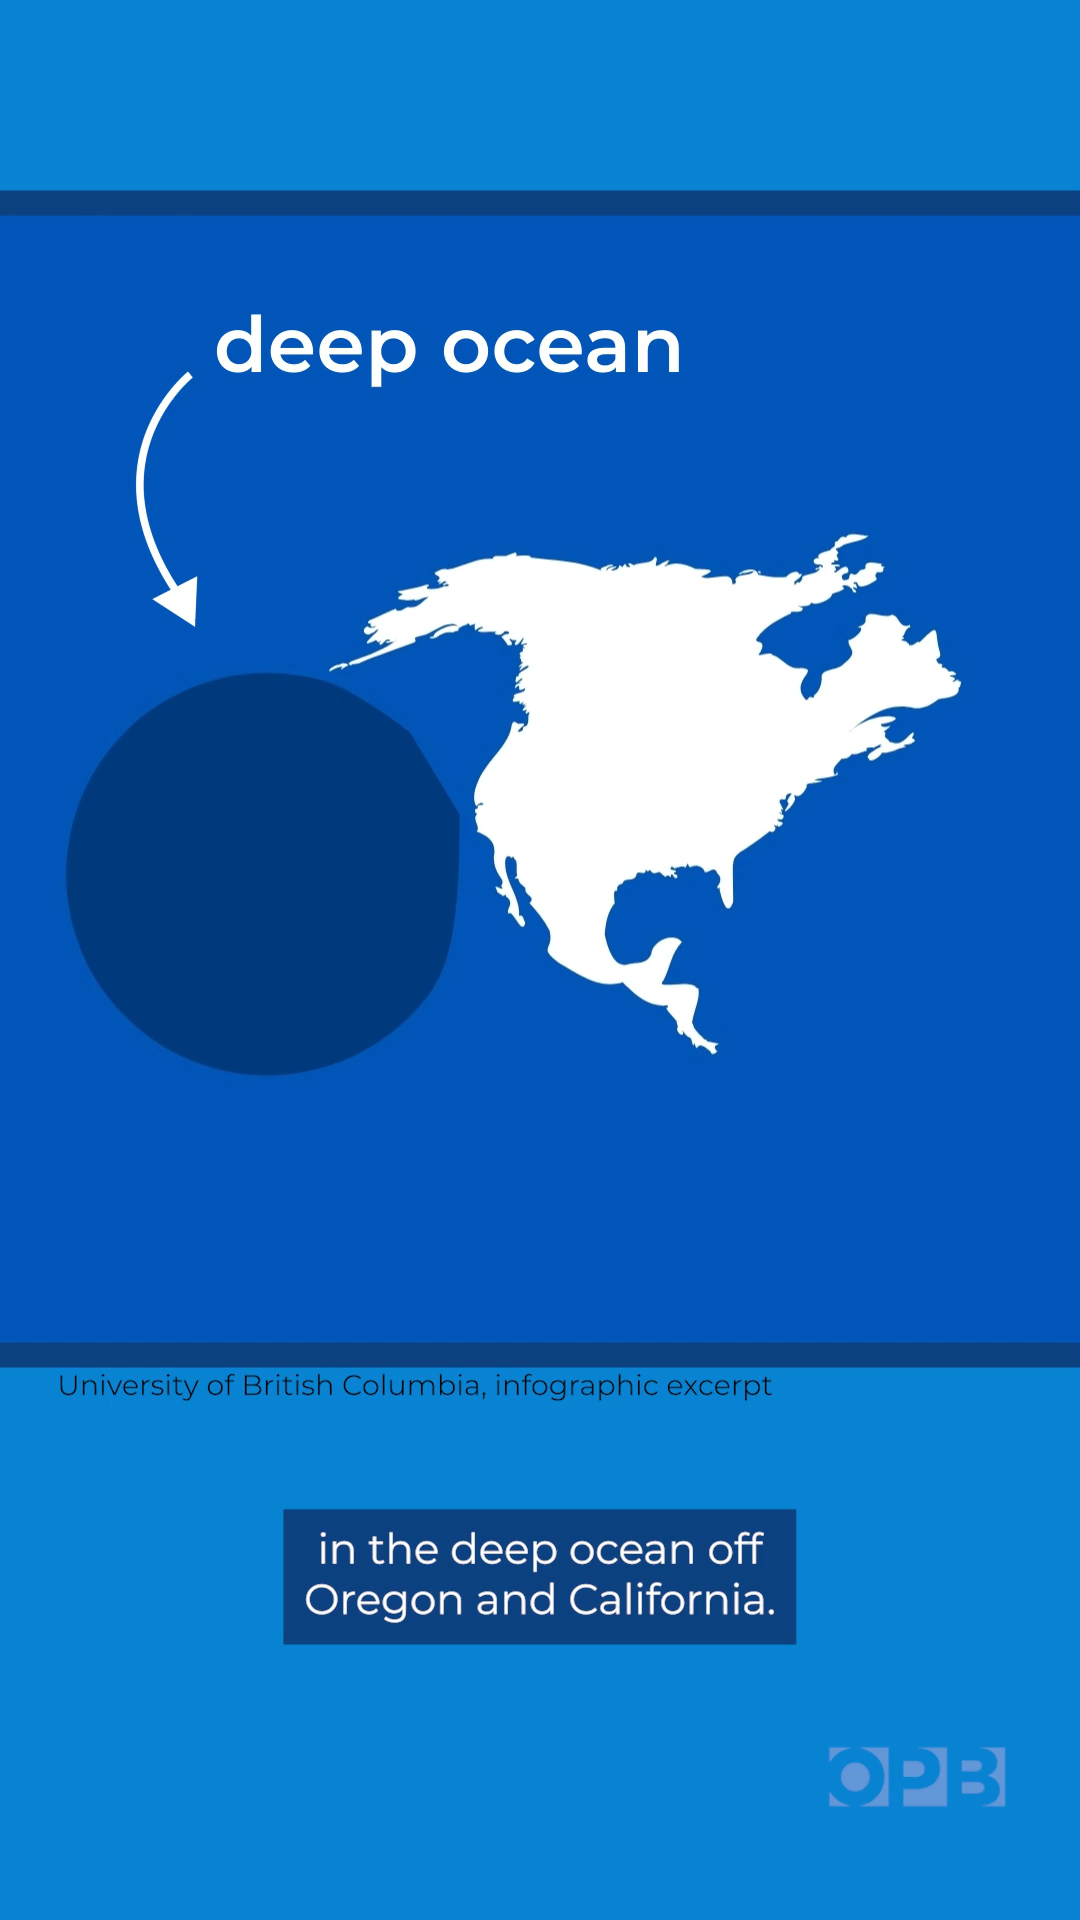 deep ocean
University of British Columbia, infographic excerpt
in the deep ocean off
Oregon and California.
OPB